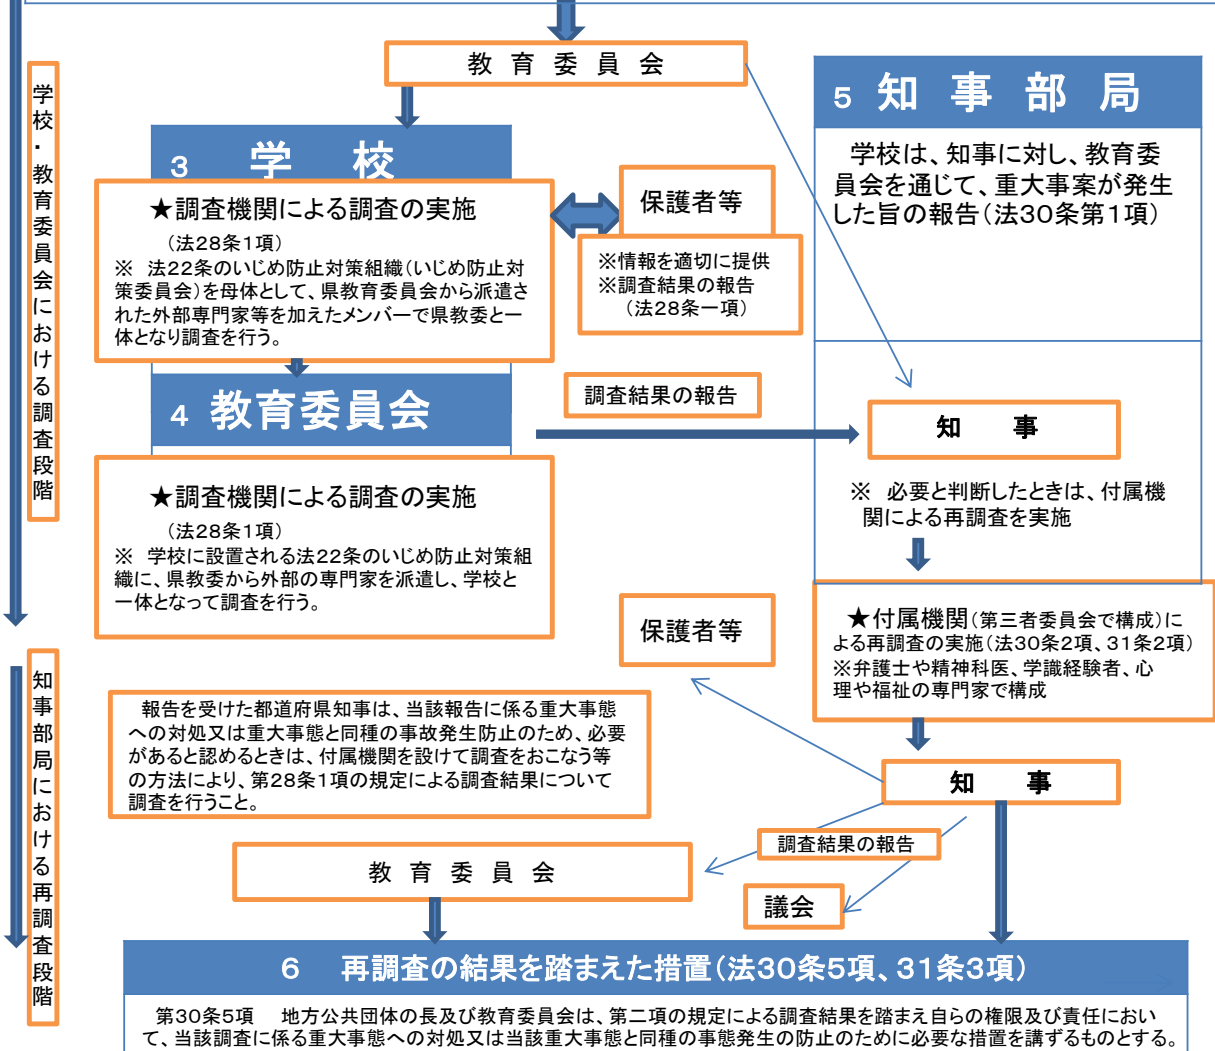 教 育 委 員 会
学校・教育委員会における調査段階
3 学 校
★調査機関による調査の実施
(法28条1項)
※ 法22条のいじめ防止対策組織(いじめ防止対
策委員会)を母体として、県教育委員会から派遣さ
れた外部専門家等を加えたメンバーで県教委と一
体となり調査を行う。
保護者等
※情報を適切に提供
※調査結果の報告
(法28条一項)
5 知 事 部 局
学校は、知事に対し、教育委
員会を通じて、重大事案が発生
した旨の報告(法30条第1項)
4 教育委員会
調査結果の報告
知 事
★調査機関による調査の実施
(法28条1項)
※ 学校に設置される法22条のいじめ防止対策組
織に、県教委から外部の専門家を派遣し、学校と
一体となって調査を行う。
※ 必要と判断したときは、付属機
関による再調査を実施
★付属機関(第三者委員会で構成)に
よる再調査の実施(法30条2項、31条2項)
※弁護士や精神科医、学識経験者、心
理や福祉の専門家で構成
保護者等
知事部局における再調査段階
報告を受けた都道府県知事は、当該報告に係る重大事態
への対処又は重大事態と同種の事故発生防止のため、必要
があると認めるときは、付属機関を設けて調査をおこなう等
の方法により、第28条1項の規定による調査結果について
調査を行うこと。
知 事
調査結果の報告
教 育 委 員 会
議会
6 再調査の結果を踏まえた措置(法30条5項、31条3項)
第30条5項 地方公共団体の長及び教育委員会は、第二項の規定による調査結果を踏まえ自らの権限及び責任におい
て、当該調査に係る重大事態への対処又は当該重大事態と同種の事態発生の防止のために必要な措置を講ずるものとする。